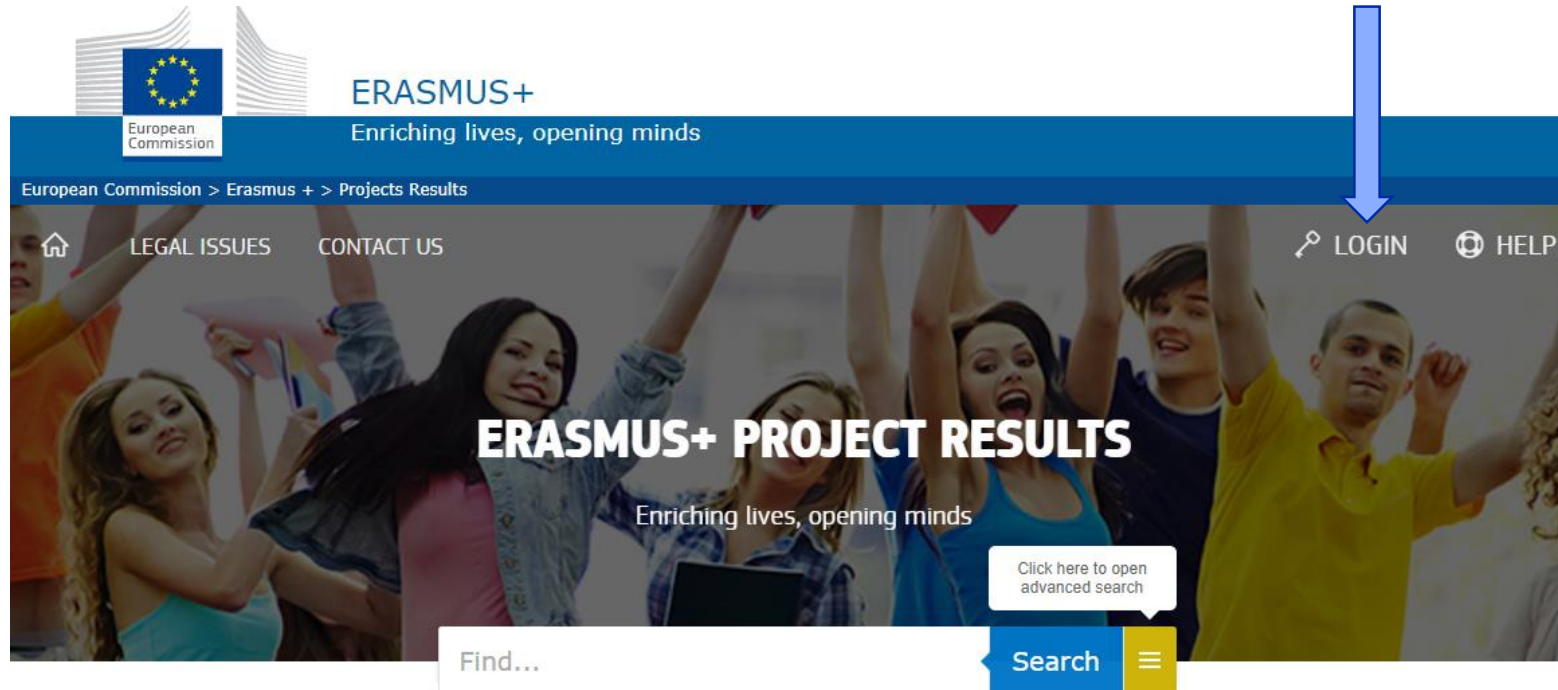 ERASMUS+
European
Commission
Enriching lives, opening minds
European Commission > Erasmus + > Projects Results
LEGAL ISSUES CONTACT US LOGIN HELP
ERASMUS+ PROJECT RESULTS
Enriching lives, opening minds
Click here to open
advanced search
Find... Search